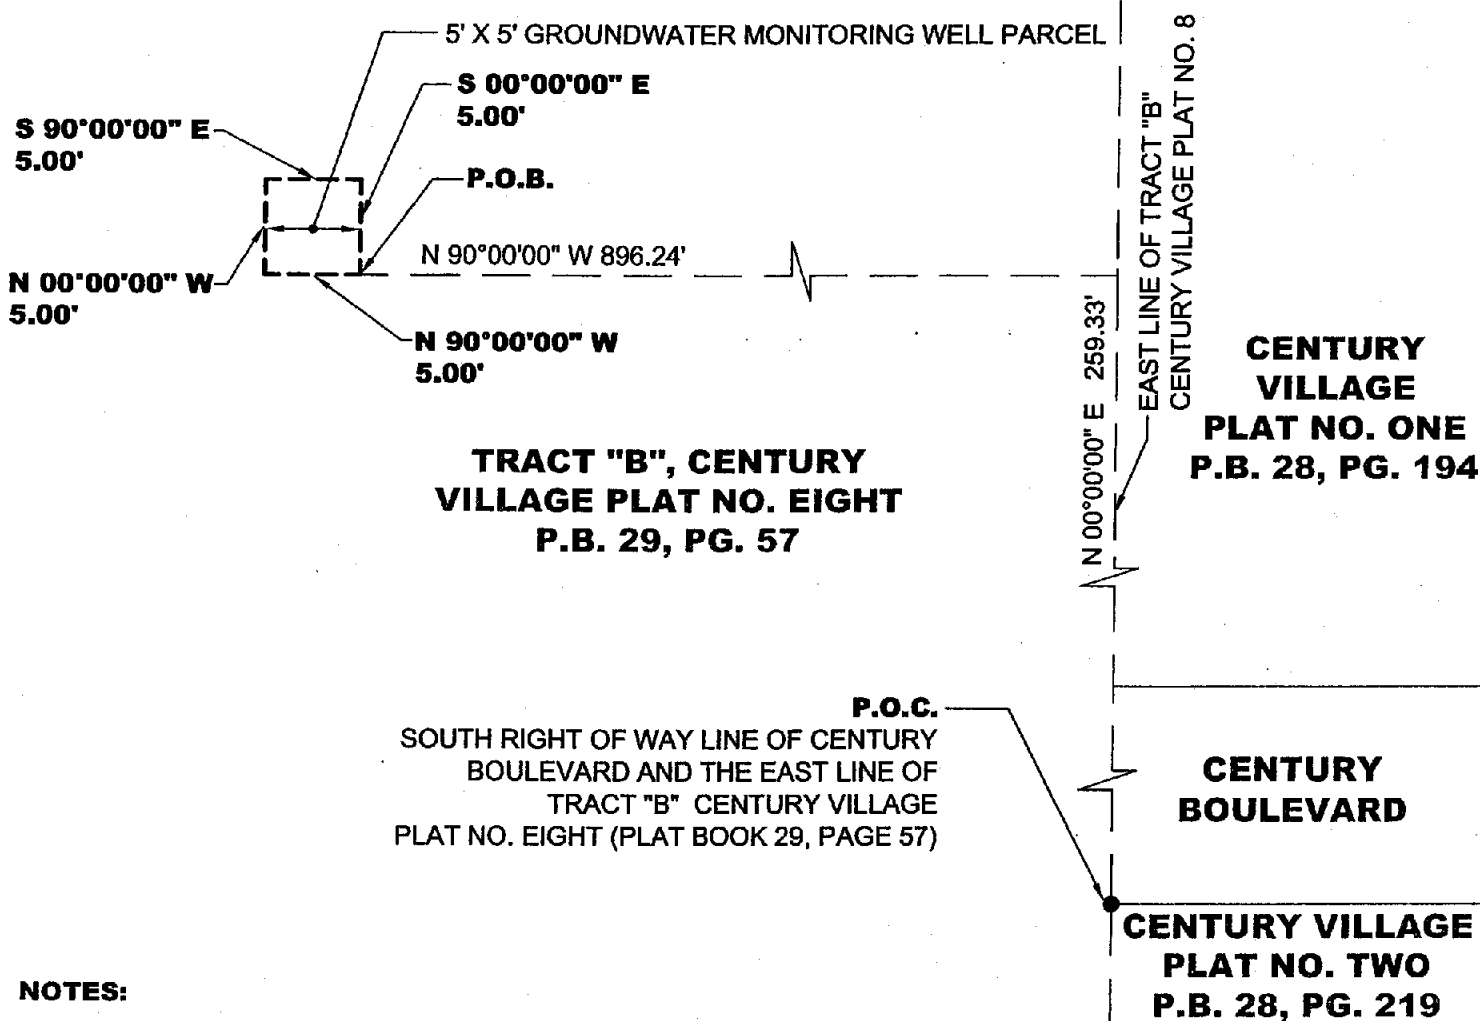 5' X 5' GROUNDWATER MONITORING WELL PARCEL
S 00°00'00" E
5.00'
S 90°00'00" E
5.00'
P.O.B.
N 90°00'00" W 896.24'
N 00°00'00" W
5.00'
N 90°00'00" W
5.00'
EAST LINE OF TRACT "B"
CENTURY VILLAGE PLAT NO. 8
N 00°00'00" E 259.33'
CENTURY
VILLAGE
PLAT NO. ONE
P.B. 28, PG. 194
TRACT "B", CENTURY
VILLAGE PLAT NO. EIGHT
P.B. 29, PG. 57
P.O.C.
SOUTH RIGHT OF WAY LINE OF CENTURY
BOULEVARD AND THE EAST LINE OF
TRACT "B" CENTURY VILLAGE
PLAT NO. EIGHT (PLAT BOOK 29, PAGE 57)
CENTURY
BOULEVARD
CENTURY VILLAGE
PLAT NO. TWO
P.B. 28, PG. 219
NOTES: